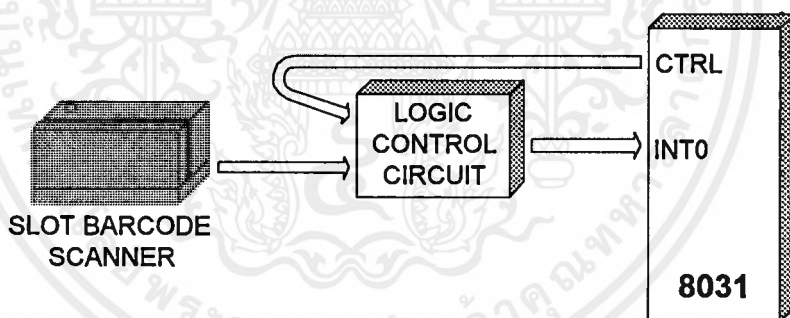 CTRL
LOGIC
CONTROL
CIRCUIT
INT0
SLOT BARCODE
SCANNER
8031